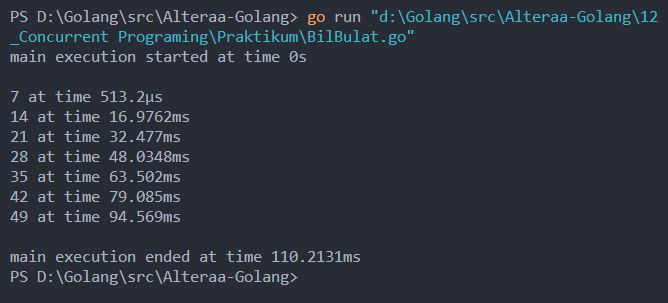 PS D:\Golang\src\Alteraa-Golang> go run "d:\Golang\src\Alteraa-Golang\12
_Concurrent Programing\Praktikum\BilBulat.go"
main execution started at time 0s
7 at time 513.2µs
14 at time 16.9762ms
21 at time 32.477ms
28 at time 48.0348ms
35 at time 63.502ms
42 at time 79.085ms
49 at time 94.569ms
main execution ended at time 110.2131ms
PS D:\Golang\src\Alteraa-Golang>